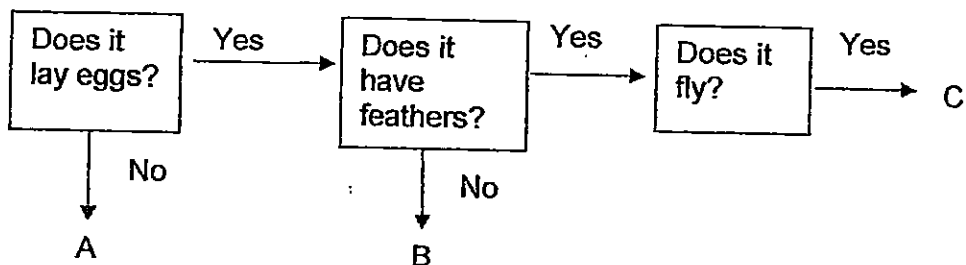 Does it
lay eggs?
Yes
Does it
have
feathers?
Yes
Does it
fly?
Yes
C
No
A
No
B